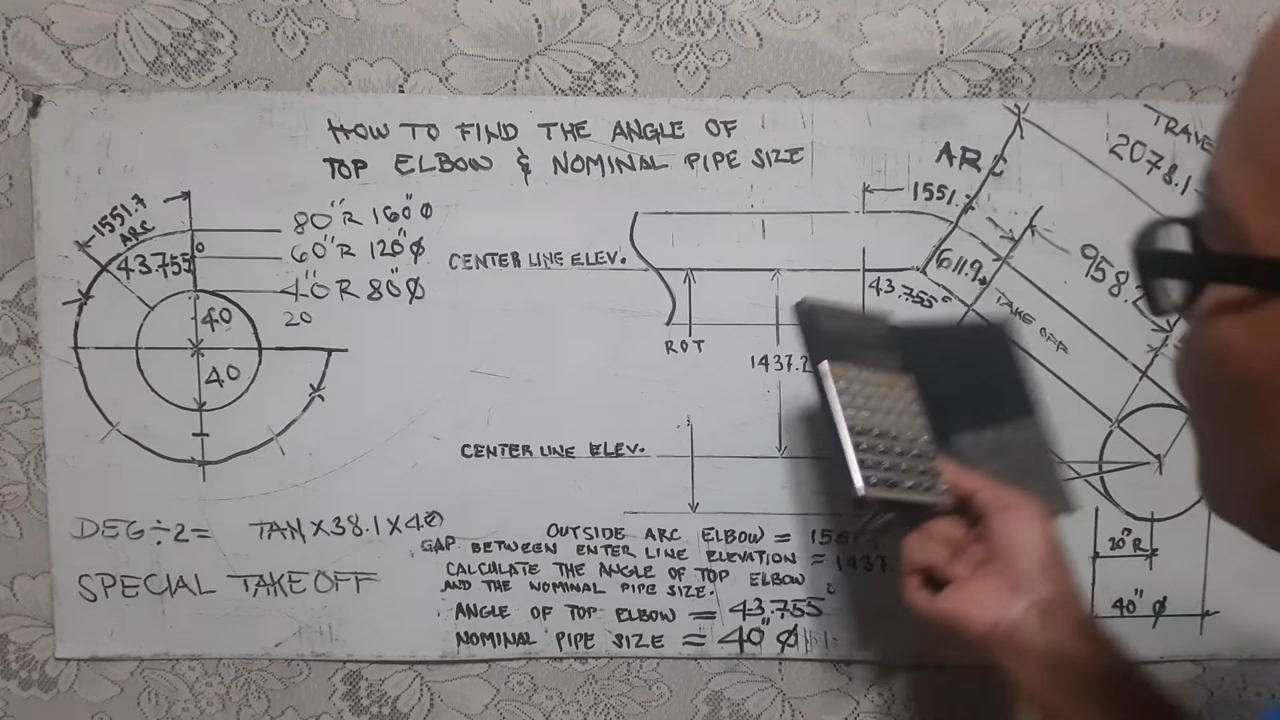 HOW TO FIND THE ANGLE OF
TOP ELBOW & NOMINAL PIPE SIZE
1551.7
ARC
43.755°
80"R 160"Ø
60"R 120"Ø
40"R 80"Ø
20
40
40
CENTER LINE ELEV.
ROT
1437.2
CENTER LINE ELEV.
ARC
1551.
43.755°
611.9
TAKE OFF
958.
2078.1
20"R
40"Ø
DEG÷2= TAN X 38.1 X 40
SPECIAL TAKE OFF
OUTSIDE ARC ELBOW =
GAP BETWEEN ENTER LINE ELEVATION = 1437.
CALCULATE THE ANGLE OF TOP ELBOW
AND THE NOMINAL PIPE SIZE.
ANGLE OF TOP ELBOW = 43.755°
NOMINAL PIPE SIZE = 40"Ø